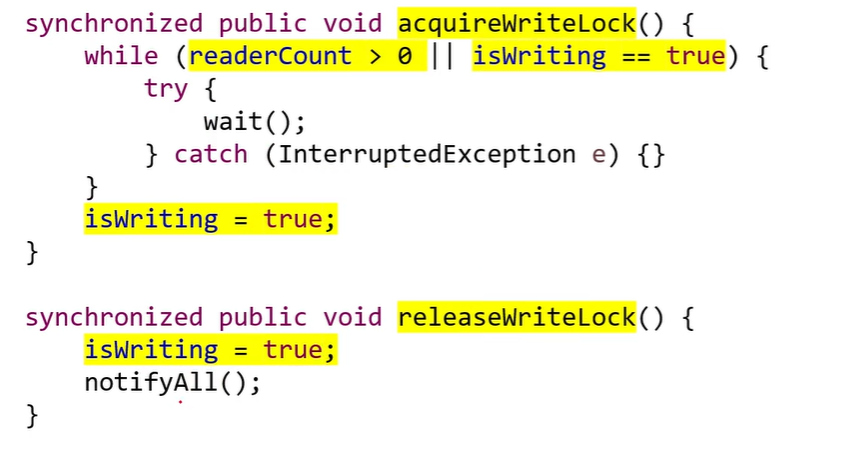 synchronized public void acquireWriteLock() {
while (readerCount > 0 || isWriting == true) {
try {
wait();
} catch (InterruptedException e) {}
}
isWriting = true;
}
synchronized public void releaseWriteLock() {
isWriting = true;
notifyAll();
}